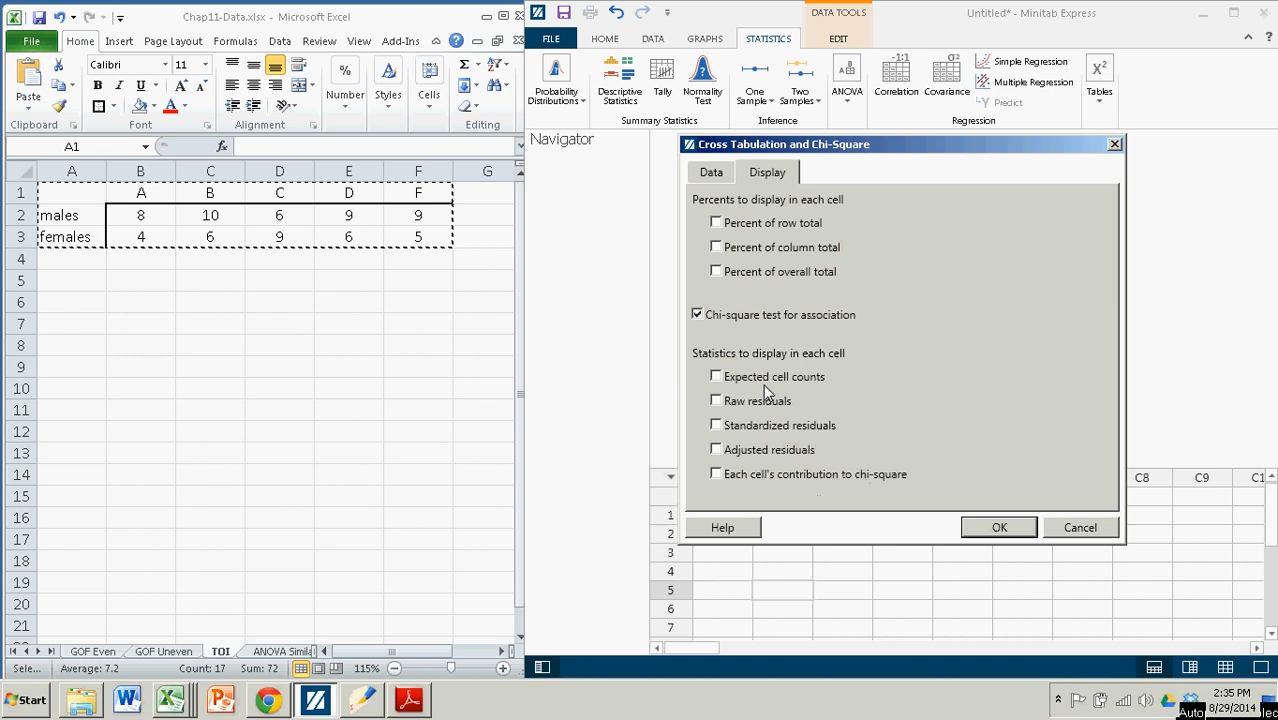 Chap11-Data.xlsx - Microsoft Excel
File Home Insert Page Layout Formulas Data Review View Add-Ins
Paste
Calibri 11
B I U A
Σ
%
Number Styles Cells
Clipboard Font Alignment Editing
A1 fx
A B C D E F G
1 A B C D F
2 males 8 10 6 9 9
3 females 4 6 9 6 5
4
5
6
7
8
9
10
11
12
13
14
15
16
17
18
19
20
21
GOF Even GOF Uneven TOI ANOVA Simila
Sele... Average: 7.2 Count: 17 Sum: 72 115%
DATA TOOLS
Untitled* - Minitab Express
FILE HOME DATA GRAPHS STATISTICS EDIT
Probability Distributions
Descriptive Statistics
Tally
Normality Test
One Sample
Two Samples
ANOVA
Correlation
Covariance
Simple Regression
Multiple Regression
Predict
Tables
Summary Statistics Inference Regression
Navigator
Cross Tabulation and Chi-Square
Data Display
Percents to display in each cell
Percent of row total
Percent of column total
Percent of overall total
Chi-square test for association
Statistics to display in each cell
Expected cell counts
Raw residuals
Standardized residuals
Adjusted residuals
Each cell's contribution to chi-square
Help OK Cancel
C8 C9 C1
1
2
3
4
5
6
7
Start
2:35 PM
8/29/2014